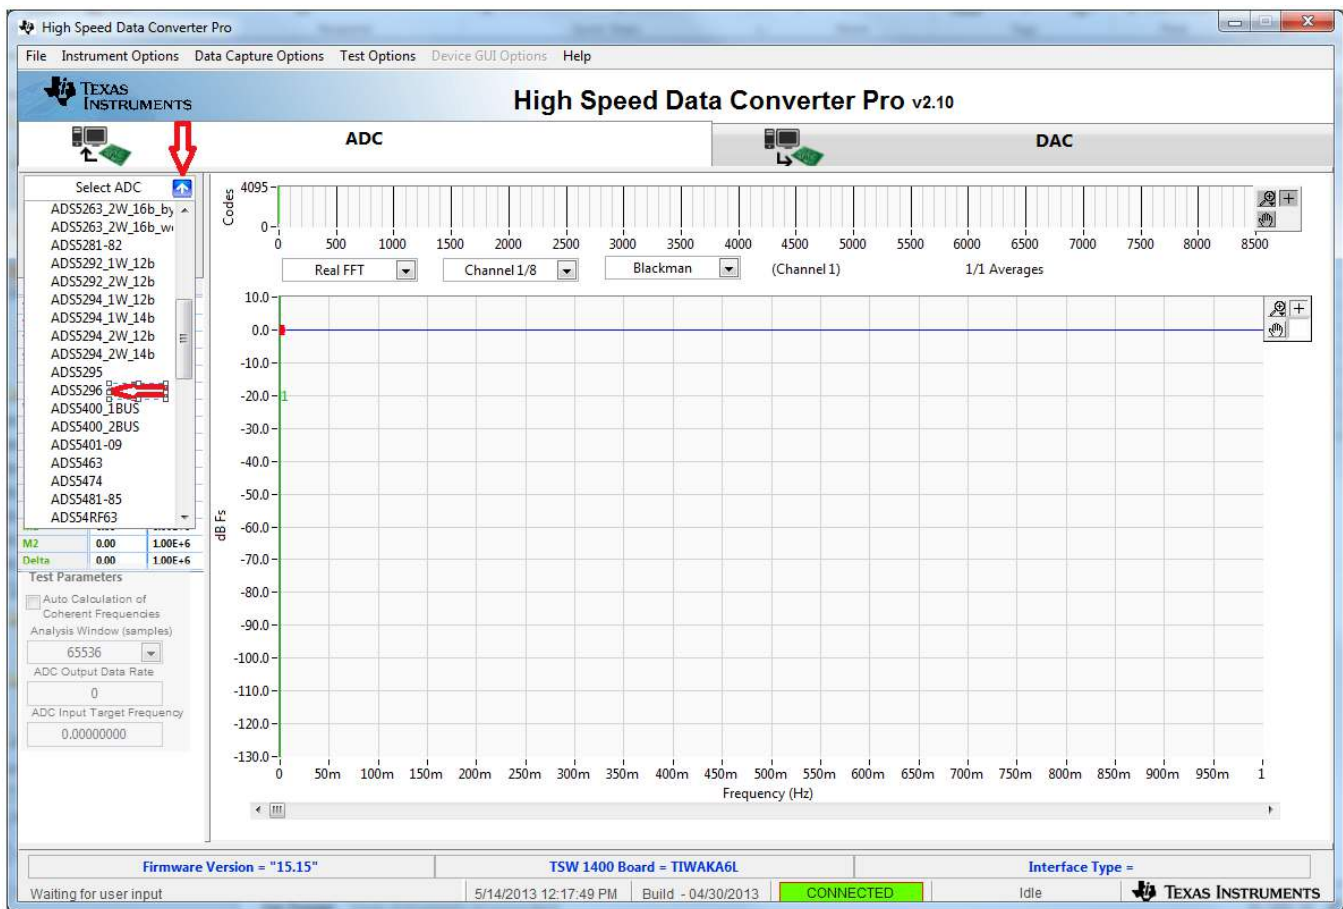 High Speed Data Converter Pro
File Instrument Options Data Capture Options Test Options Device GUI Options Help
TEXAS INSTRUMENTS
High Speed Data Converter Pro v2.10
ADC
DAC
Select ADC
ADS5263_2W_16b_by
ADS5263_2W_16b_w
ADS5281-82
ADS5292_1W_12b
ADS5292_2W_12b
ADS5294_1W_12b
ADS5294_1W_14b
ADS5294_2W_12b
ADS5294_2W_14b
ADS5295
ADS5296
ADS5400_1BUS
ADS5400_2BUS
ADS5401-09
ADS5463
ADS5474
ADS5481-85
ADS54RF63
M2 0.00 1.00E+6
Delta 0.00 1.00E+6
Test Parameters
Auto Calculation of
Coherent Frequencies
Analysis Window (samples)
65536
ADC Output Data Rate
0
ADC Input Target Frequency
0.00000000
Codes
4095
0
0 500 1000 1500 2000 2500 3000 3500 4000 4500 5000 5500 6000 6500 7000 7500 8000 8500
Real FFT Channel 1/8 Blackman (Channel 1) 1/1 Averages
dB Fs
10.0
0.0
-10.0
-20.0
1
-30.0
-40.0
-50.0
-60.0
-70.0
-80.0
-90.0
-100.0
-110.0
-120.0
-130.0
0 50m 100m 150m 200m 250m 300m 350m 400m 450m 500m 550m 600m 650m 700m 750m 800m 850m 900m 950m 1
Frequency (Hz)
Firmware Version = "15.15" TSW 1400 Board = TIWAKA6L Interface Type =
Waiting for user input 5/14/2013 12:17:49 PM Build - 04/30/2013 CONNECTED Idle TEXAS INSTRUMENTS